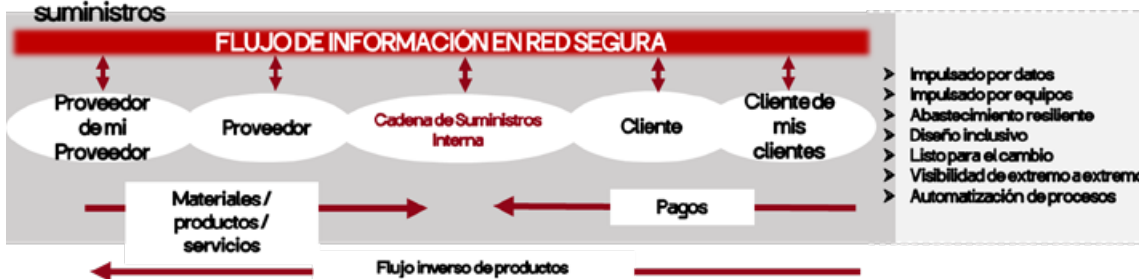 suministros
FLUJO DE INFORMACIÓN EN RED SEGURA
Proveedor
de mi
Proveedor
Proveedor
Cadena de Suministros
Interna
Cliente
Cliente de
mis
clientes
Materiales /
productos /
servicios
Pagos
Flujo inverso de productos
Impulsado por datos
Impulsado por equipos
Abastecimiento resiliente
Diseño inclusivo
Listo para el cambio
Visibilidad de extremo a extremo
Automatización de procesos